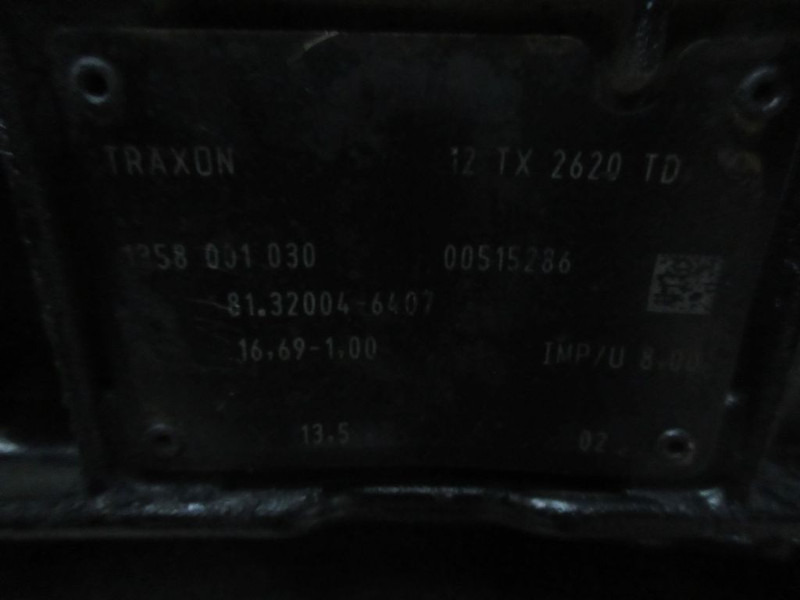 TRAXON 12 TX 2620 TD
1358 001 030 00515286
81.32004-6407
16.69-1.00 IMP/U 8.00
13.5 02